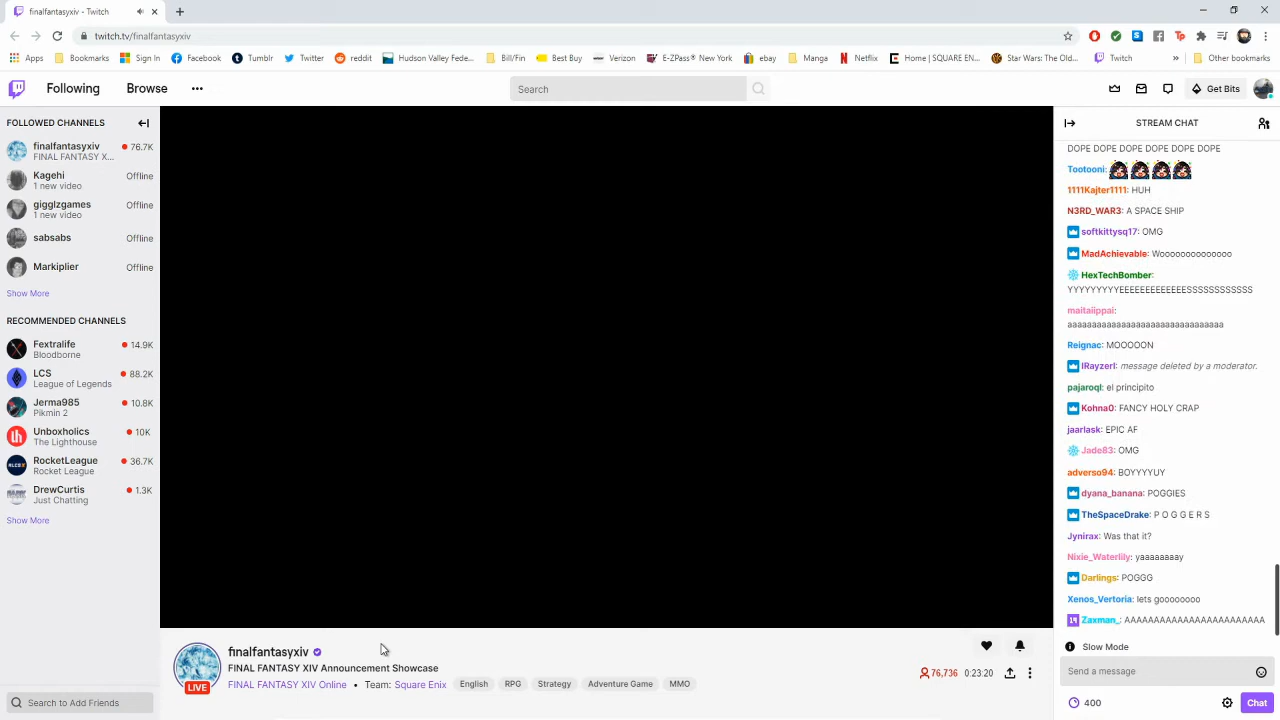 finalfantasyxiv - Twitch
twitch.tv/finalfantasyxiv
Apps Bookmarks Sign In Facebook Tumblr Twitter reddit Hudson Valley Fede... Bill/Fin Best Buy Verizon E-ZPass® New York ebay Manga Netflix Home | SQUARE EN... Star Wars: The Old... Twitch » Other bookmarks
Following Browse Search Get Bits
FOLLOWED CHANNELS
finalfantasyxiv 76.7K
FINAL FANTASY X...
Kagehi Offline
1 new video
gigglzgames Offline
1 new video
sabsabs Offline
Markiplier Offline
Show More
RECOMMENDED CHANNELS
Fextralife 14.9K
Bloodborne
LCS 88.2K
League of Legends
Jerma985 10.8K
Pikmin 2
Unboxholics 10K
The Lighthouse
RocketLeague 36.7K
Rocket League
DrewCurtis 1.3K
Just Chatting
Show More
Search to Add Friends
finalfantasyxiv
FINAL FANTASY XIV Announcement Showcase
LIVE
FINAL FANTASY XIV Online • Team: Square Enix English RPG Strategy Adventure Game MMO
76,736 0:23:20
STREAM CHAT
DOPE DOPE DOPE DOPE DOPE DOPE
Tootooni:
1111Kajter1111: HUH
N3RD_WAR3: A SPACE SHIP
softkittysq17: OMG
MadAchievable: Woooooooooooooo
HexTechBomber:
YYYYYYYYYEEEEEEEEEEEEESSSSSSSSSSSS
maitaiippai:
aaaaaaaaaaaaaaaaaaaaaaaaaaaaaaaa
Reignac: MOOOOON
IRayzerI: message deleted by a moderator.
pajaroql: el principito
Kohna0: FANCY HOLY CRAP
jaarlask: EPIC AF
Jade83: OMG
adverso94: BOYYYYUY
dyana_banana: POGGIES
TheSpaceDrake: P O G G E R S
Jynirax: Was that it?
Nixie_Waterlily: yaaaaaaaay
Darlings: POGGG
Xenos_Vertoria: lets goooooooo
Zaxman_: AAAAAAAAAAAAAAAAAAAAAAAA
Slow Mode
Send a message
400 Chat